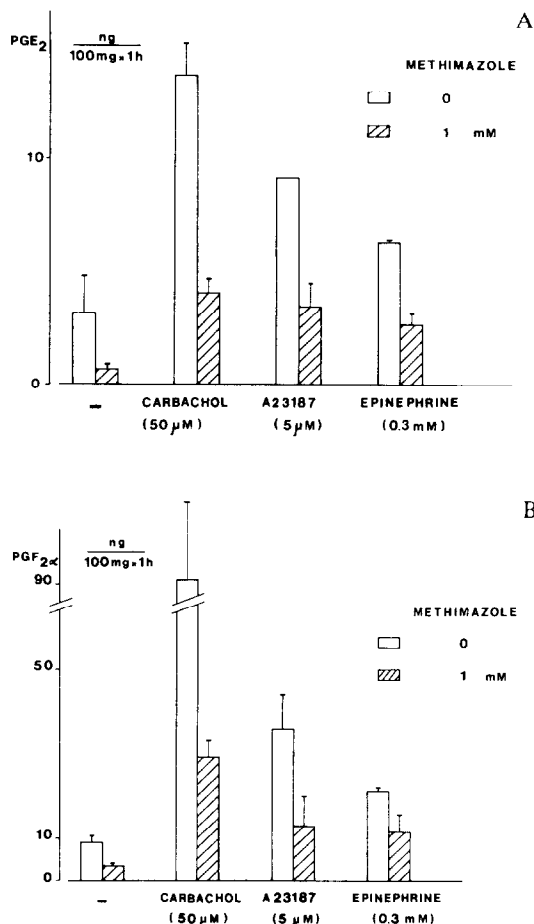 A
PGE2
ng
100mg×1h
METHIMAZOLE
0
1 mM
10
0
– CARBACHOL A23187 EPINEPHRINE
(50 µM) (5 µM) (0.3 mM)
B
PGF2α
ng
100mg×1h
90
METHIMAZOLE
0
1 mM
50
10
0
– CARBACHOL A23187 EPINEPHRINE
(50 µM) (5 µM) (0.3 mM)